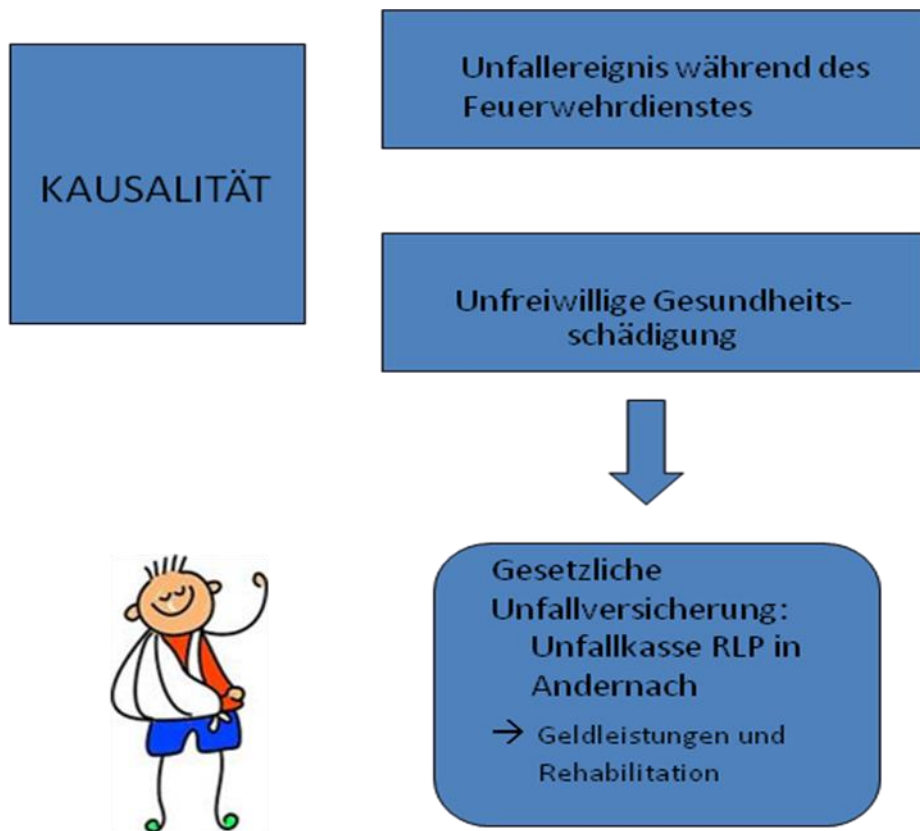 KAUSALITÄT
Unfallereignis während des
Feuerwehrdienstes
Unfreiwillige Gesundheits-
schädigung
Gesetzliche
Unfallversicherung:
Unfallkasse RLP in
Andernach
→ Geldleistungen und
Rehabilitation